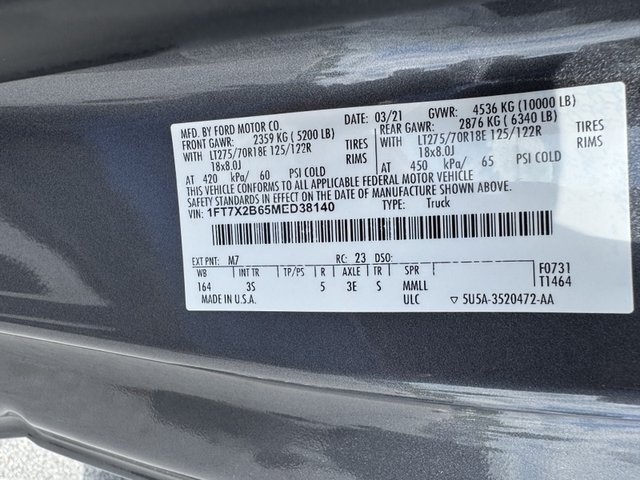 MFD. BY FORD MOTOR CO. DATE: 03/21 GVWR: 4536 KG (10000 LB)
FRONT GAWR: 2359 KG ( 5200 LB) REAR GAWR: 2876 KG ( 6340 LB)
WITH LT275/70R18E 125/122R TIRES WITH LT275/70R18E 125/122R TIRES
18x8.0J RIMS 18x8.0J RIMS
AT 420 kPa/ 60 PSI COLD AT 450 kPa/ 65 PSI COLD
THIS VEHICLE CONFORMS TO ALL APPLICABLE FEDERAL MOTOR VEHICLE
SAFETY STANDARDS IN EFFECT ON THE DATE OF MANUFACTURE SHOWN ABOVE.
VIN: 1FT7X2B65MED38140 TYPE: Truck
EXT PNT: M7 RC: 23 DSO:
WB INT TR TP/PS R AXLE TR SPR F0731
164 3S 5 3E S MMLL T1464
MADE IN U.S.A. ULC ▽ 5U5A-3520472-AA